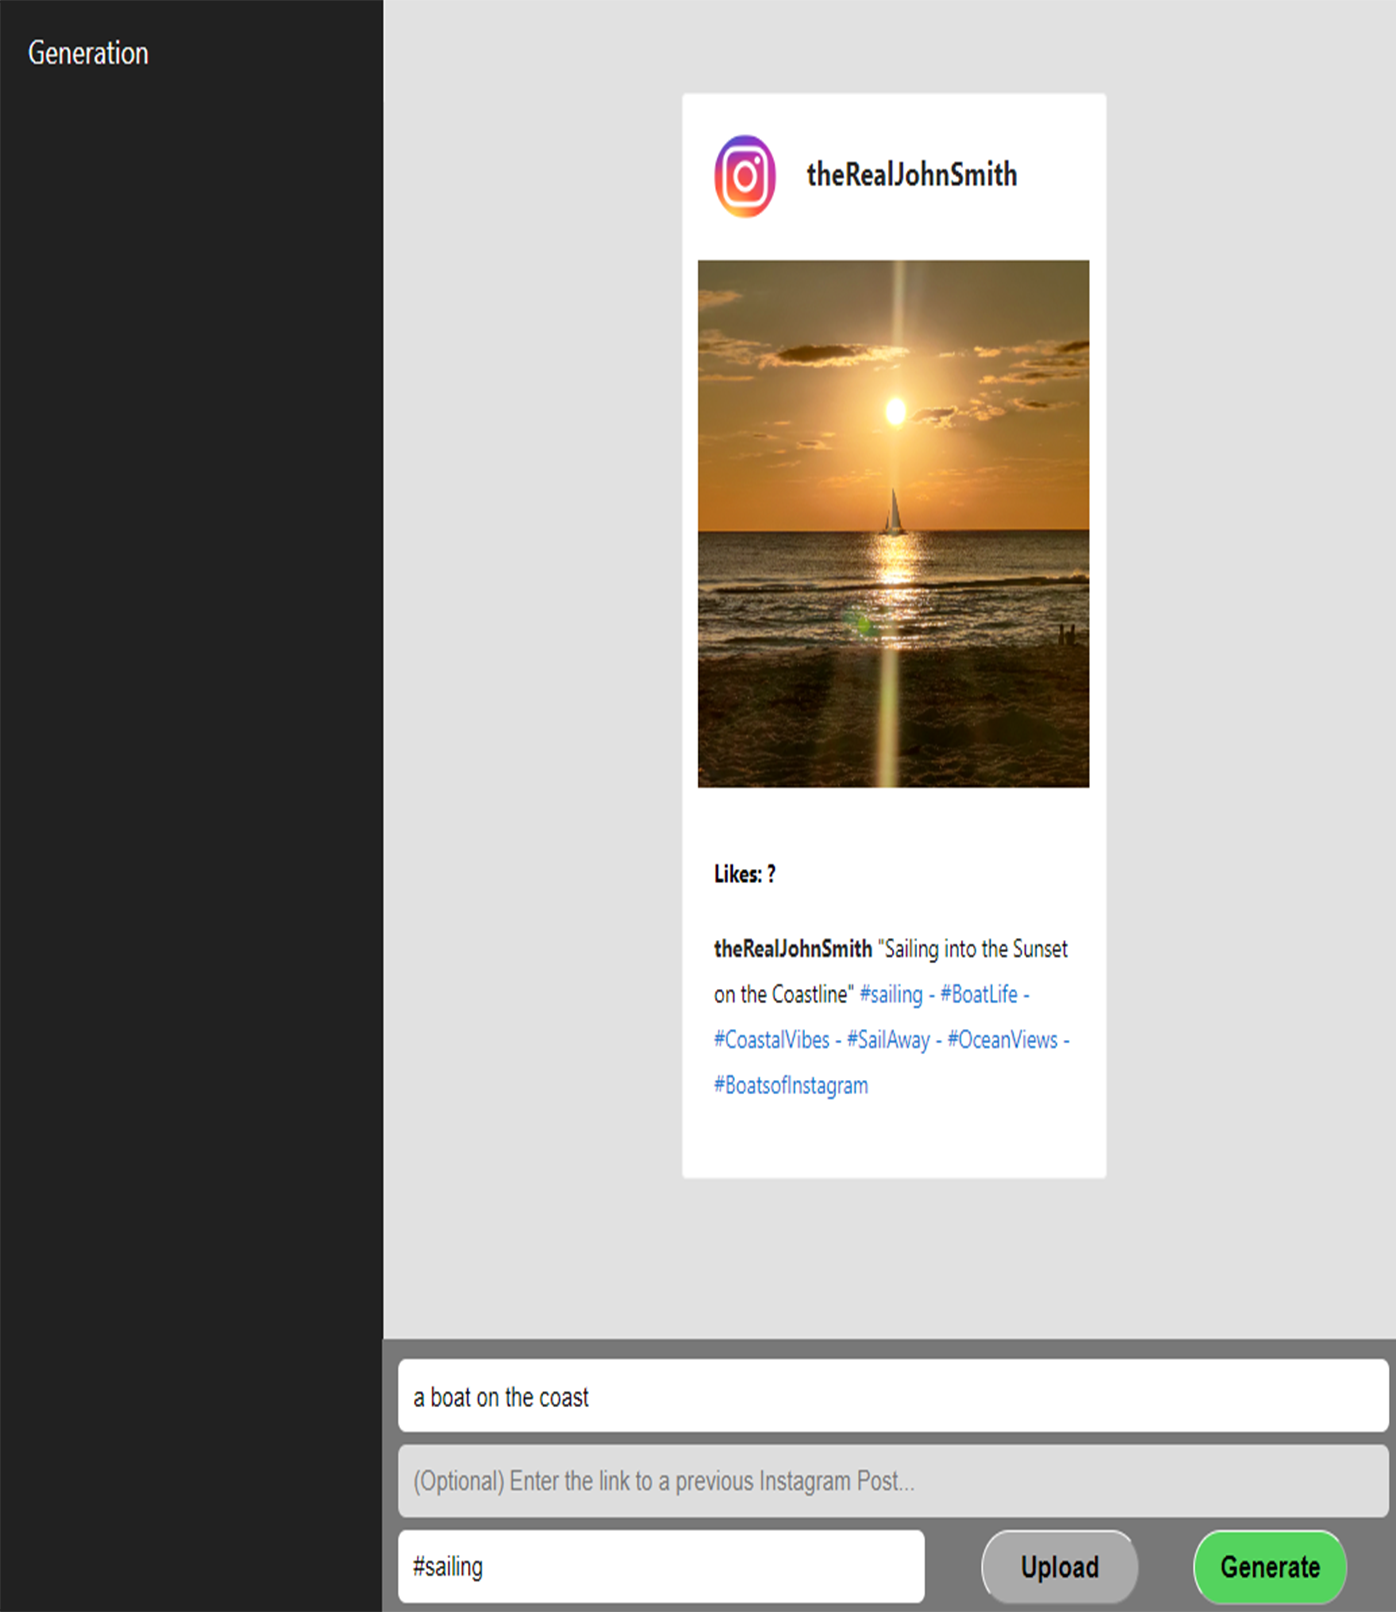 Generation
theRealJohnSmith
Likes: ?
theRealJohnSmith "Sailing into the Sunset
on the Coastline" #sailing - #BoatLife -
#CoastalVibes - #SailAway - #OceanViews -
#BoatsofInstagram
a boat on the coast
(Optional) Enter the link to a previous Instagram Post...
#sailing
Upload
Generate